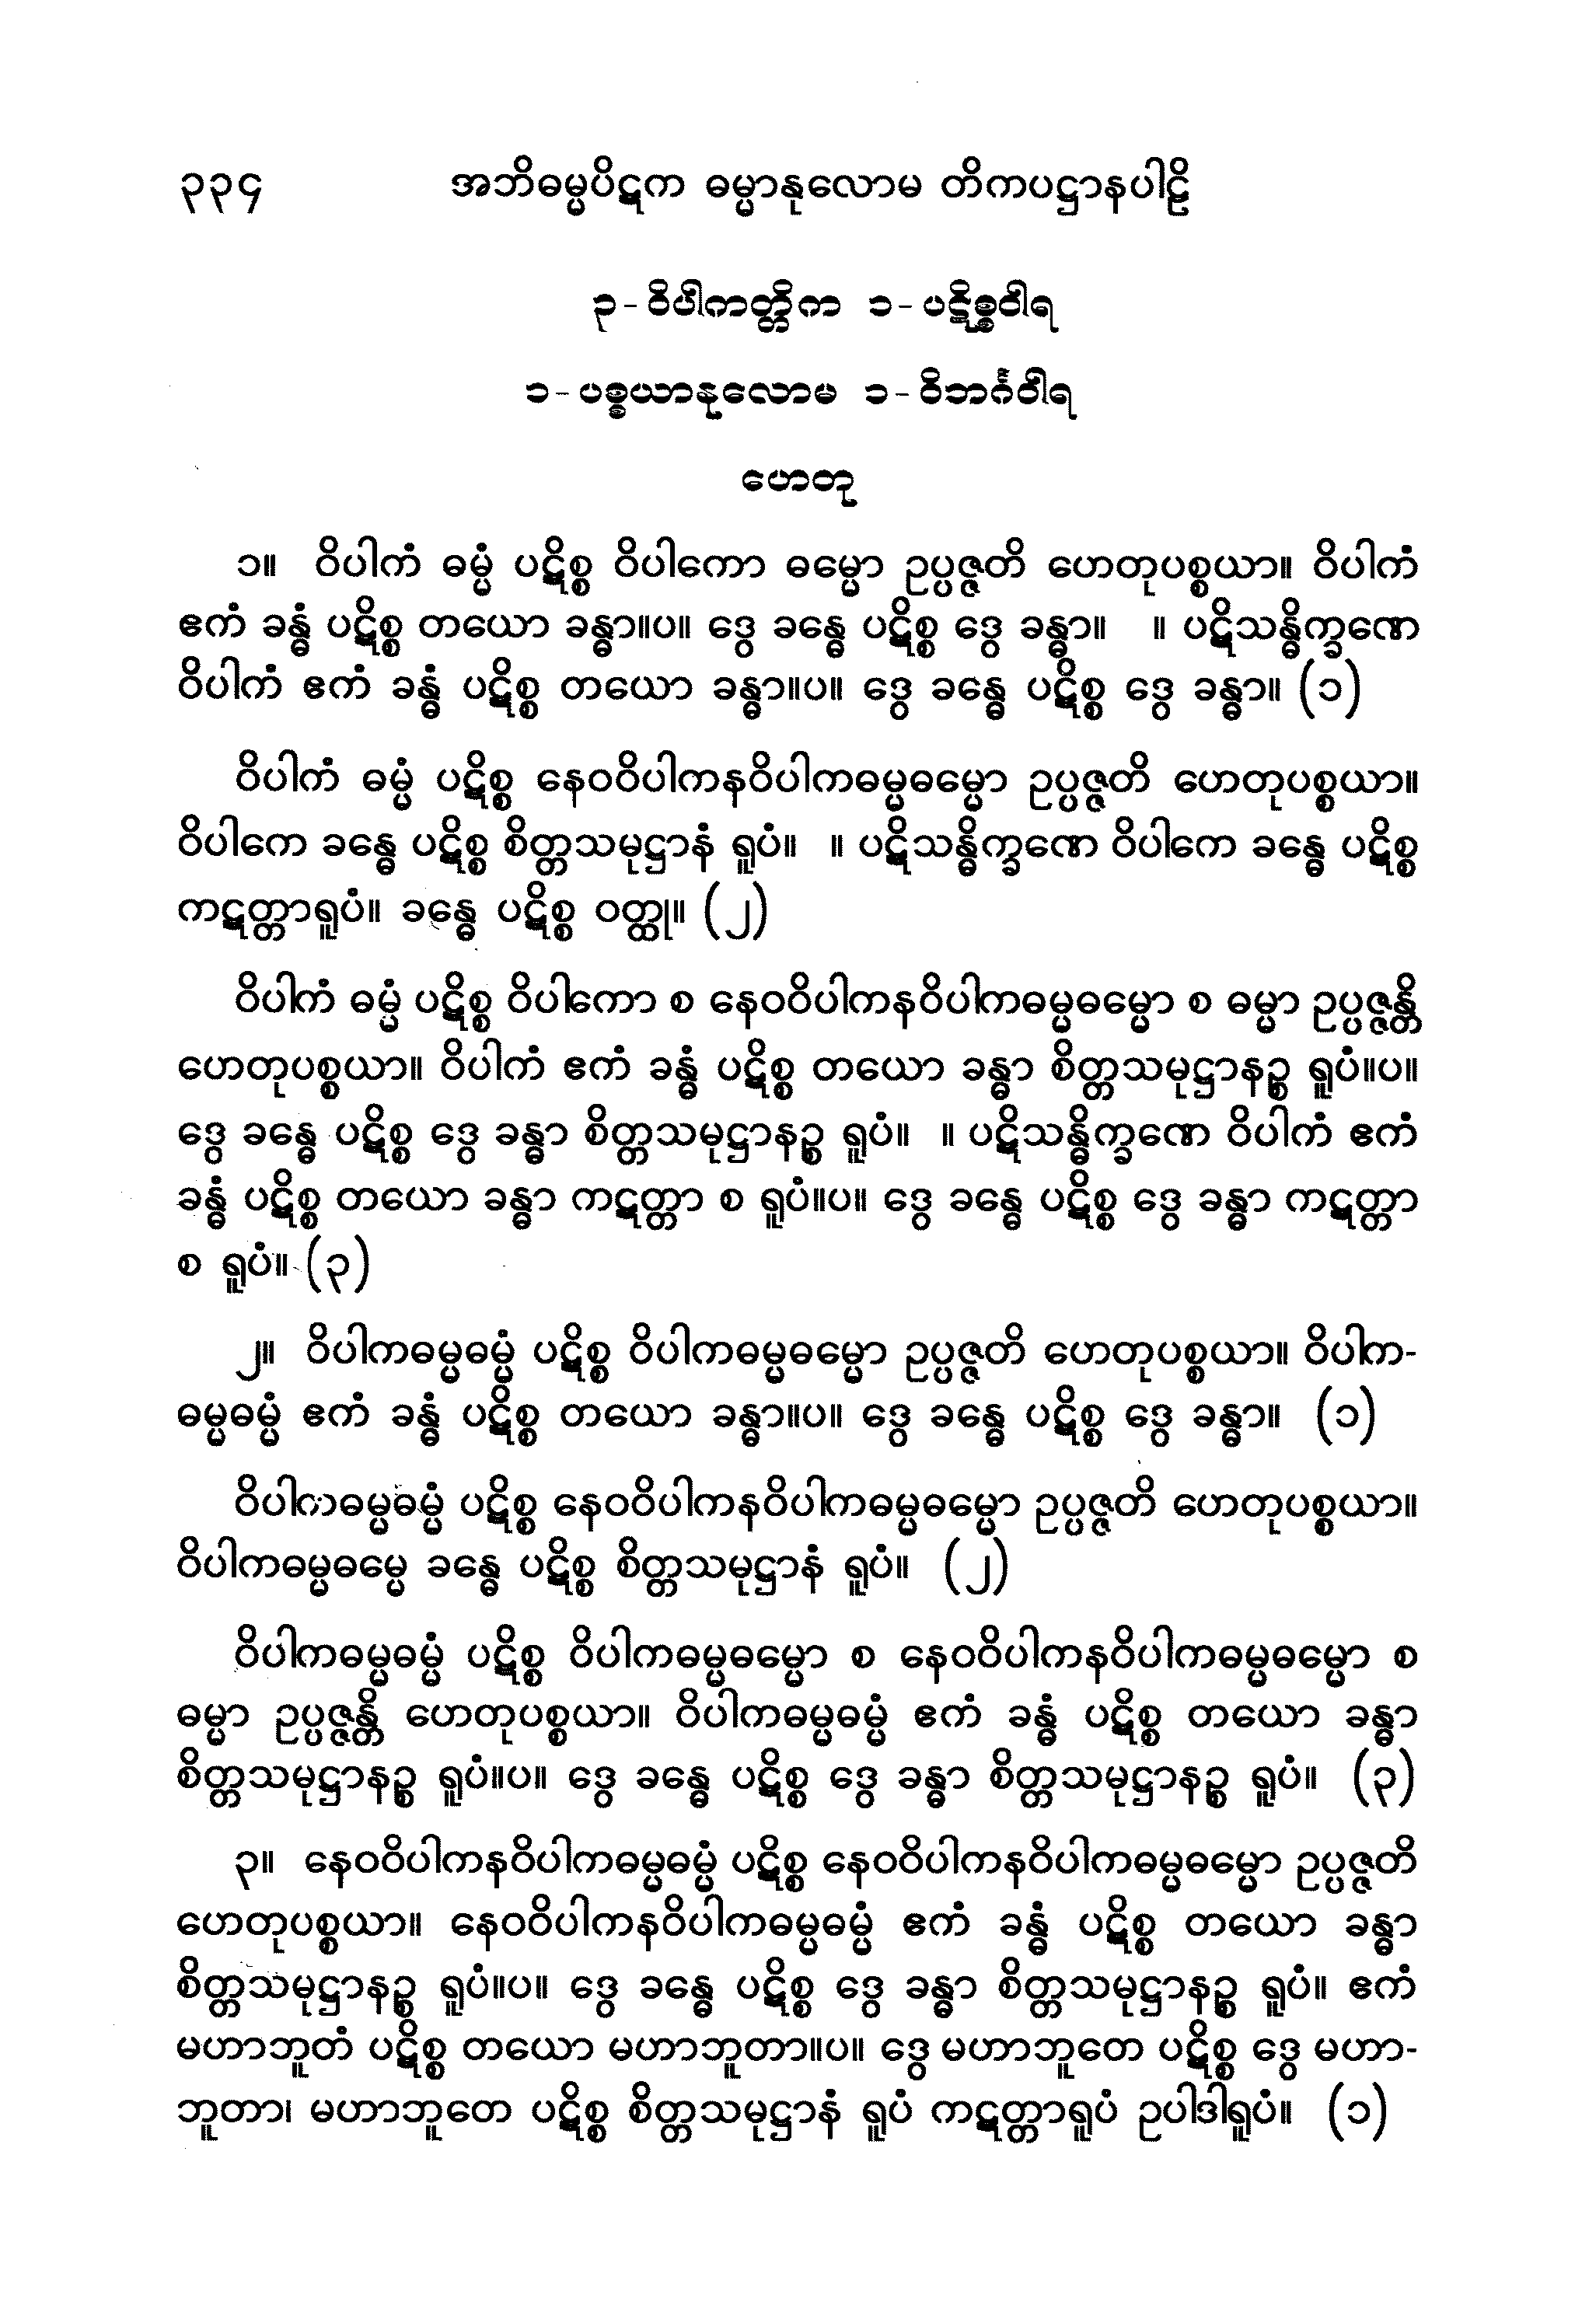 ၃၃၄ အဘိဓမ္မပိဋက ဓမ္မာနုလောမ တိကပဋ္ဌာနပါဠိ
၃-ဝိပါကတ္တိက ၁-ပဋိစ္စဝါရ
၁-ပစ္စယာနုလောမ ၁-ဝိဘင်္ဂဝါရ
ဟေတု
၁။ ဝိပါကံ ဓမ္မံ ပဋိစ္စ ဝိပါကော ဓမ္မော ဥပ္ပဇ္ဇတိ ဟေတုပစ္စယာ။ ဝိပါကံ
ဧကံ ခန္ဓံ ပဋိစ္စ တယော ခန္ဓာ။ပ။ ဒွေ ခန္ဓေ ပဋိစ္စ ဒွေ ခန္ဓာ။ ။ ပဋိသန္ဓိက္ခဏေ
ဝိပါကံ ဧကံ ခန္ဓံ ပဋိစ္စ တယော ခန္ဓာ။ပ။ ဒွေ ခန္ဓေ ပဋိစ္စ ဒွေ ခန္ဓာ။ (၁)
ဝိပါကံ ဓမ္မံ ပဋိစ္စ နေဝဝိပါကနဝိပါကဓမ္မဓမ္မော ဥပ္ပဇ္ဇတိ ဟေတုပစ္စယာ။
ဝိပါကေ ခန္ဓေ ပဋိစ္စ စိတ္တသမုဋ္ဌာနံ ရူပံ။ ။ ပဋိသန္ဓိက္ခဏေ ဝိပါကေ ခန္ဓေ ပဋိစ္စ
ကဋတ္တာရူပံ။ ခန္ဓေ ပဋိစ္စ ဝတ္ထု။ (၂)
ဝိပါကံ ဓမ္မံ ပဋိစ္စ ဝိပါကော စ နေဝဝိပါကနဝိပါကဓမ္မဓမ္မော စ ဓမ္မာ ဥပ္ပဇ္ဇန္တိ
ဟေတုပစ္စယာ။ ဝိပါကံ ဧကံ ခန္ဓံ ပဋိစ္စ တယော ခန္ဓာ စိတ္တသမုဋ္ဌာနဉ္စ ရူပံ။ပ။
ဒွေ ခန္ဓေ ပဋိစ္စ ဒွေ ခန္ဓာ စိတ္တသမုဋ္ဌာနဉ္စ ရူပံ။ ။ ပဋိသန္ဓိက္ခဏေ ဝိပါကံ ဧကံ
ခန္ဓံ ပဋိစ္စ တယော ခန္ဓာ ကဋတ္တာ စ ရူပံ။ပ။ ဒွေ ခန္ဓေ ပဋိစ္စ ဒွေ ခန္ဓာ ကဋတ္တာ
စ ရူပံ။ (၃)
၂။ ဝိပါကဓမ္မဓမ္မံ ပဋိစ္စ ဝိပါကဓမ္မဓမ္မော ဥပ္ပဇ္ဇတိ ဟေတုပစ္စယာ။ ဝိပါက-
ဓမ္မဓမ္မံ ဧကံ ခန္ဓံ ပဋိစ္စ တယော ခန္ဓာ။ပ။ ဒွေ ခန္ဓေ ပဋိစ္စ ဒွေ ခန္ဓာ။ (၁)
ဝိပါကဓမ္မဓမ္မံ ပဋိစ္စ နေဝဝိပါကနဝိပါကဓမ္မဓမ္မော ဥပ္ပဇ္ဇတိ ဟေတုပစ္စယာ။
ဝိပါကဓမ္မဓမ္မေ ခန္ဓေ ပဋိစ္စ စိတ္တသမုဋ္ဌာနံ ရူပံ။ (၂)
ဝိပါကဓမ္မဓမ္မံ ပဋိစ္စ ဝိပါကဓမ္မဓမ္မော စ နေဝဝိပါကနဝိပါကဓမ္မဓမ္မော စ
ဓမ္မာ ဥပ္ပဇ္ဇန္တိ ဟေတုပစ္စယာ။ ဝိပါကဓမ္မဓမ္မံ ဧကံ ခန္ဓံ ပဋိစ္စ တယော ခန္ဓာ
စိတ္တသမုဋ္ဌာနဉ္စ ရူပံ။ပ။ ဒွေ ခန္ဓေ ပဋိစ္စ ဒွေ ခန္ဓာ စိတ္တသမုဋ္ဌာနဉ္စ ရူပံ။ (၃)
၃။ နေဝဝိပါကနဝိပါကဓမ္မဓမ္မံ ပဋိစ္စ နေဝဝိပါကနဝိပါကဓမ္မဓမ္မော ဥပ္ပဇ္ဇတိ
ဟေတုပစ္စယာ။ နေဝဝိပါကနဝိပါကဓမ္မဓမ္မံ ဧကံ ခန္ဓံ ပဋိစ္စ တယော ခန္ဓာ
စိတ္တသမုဋ္ဌာနဉ္စ ရူပံ။ပ။ ဒွေ ခန္ဓေ ပဋိစ္စ ဒွေ ခန္ဓာ စိတ္တသမုဋ္ဌာနဉ္စ ရူပံ။ ဧကံ
မဟာဘူတံ ပဋိစ္စ တယော မဟာဘူတာ။ပ။ ဒွေ မဟာဘူတေ ပဋိစ္စ ဒွေ မဟာ-
ဘူတာ၊ မဟာဘူတေ ပဋိစ္စ စိတ္တသမုဋ္ဌာနံ ရူပံ ကဋတ္တာရူပံ ဥပါဒါရူပံ။ (၁)